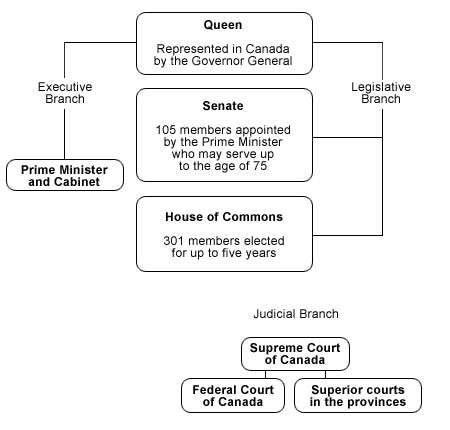 Queen
Represented in Canada
by the Governor General
Executive
Branch
Legislative
Branch
Senate
105 members appointed
by the Prime Minister
who may serve up
to the age of 75
Prime Minister
and Cabinet
House of Commons
301 members elected
for up to five years
Judicial Branch
Supreme Court
of Canada
Federal Court
of Canada
Superior courts
in the provinces